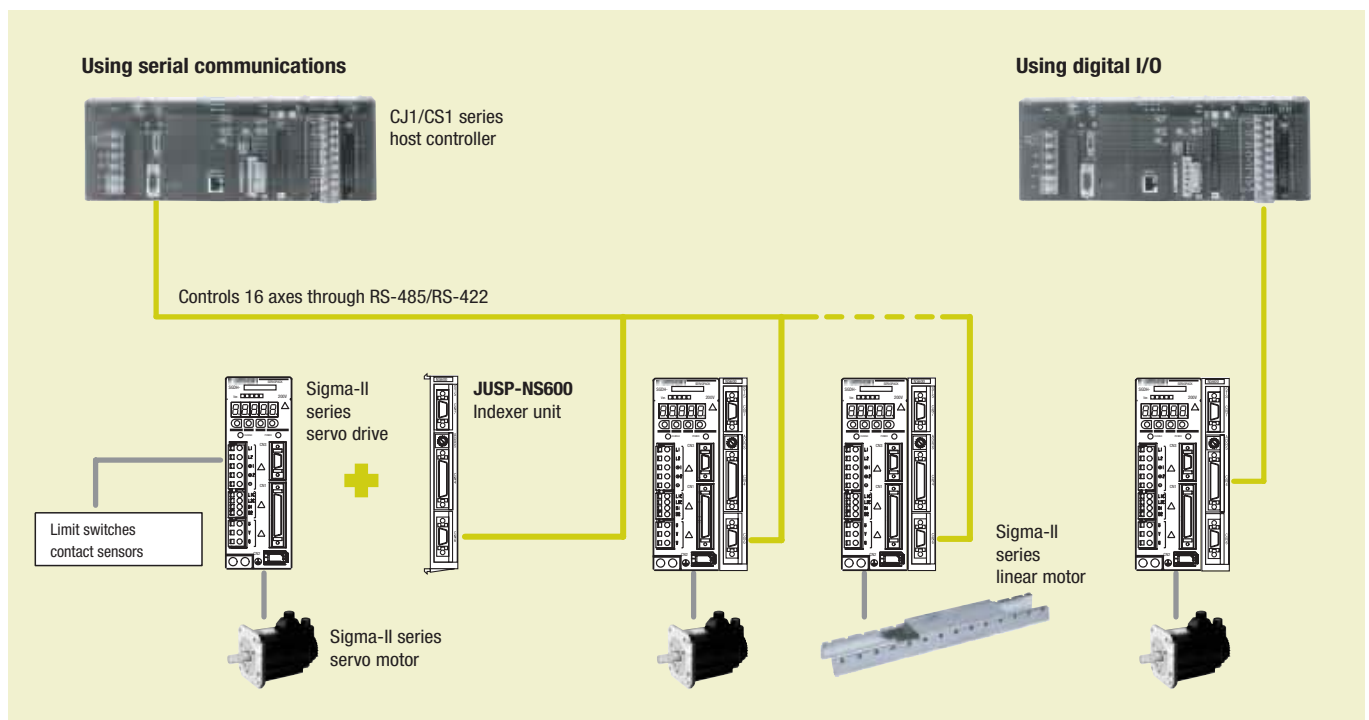 Using serial communications
Using digital I/O
CJ1/CS1 series
host controller
Controls 16 axes through RS-485/RS-422
Sigma-II
series
servo drive
JUSP-NS600
Indexer unit
Limit switches
contact sensors
Sigma-II series
servo motor
Sigma-II
series
linear motor